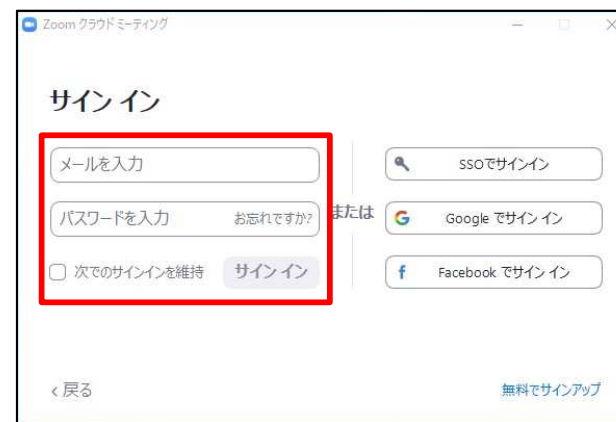 Zoom クラウド ミーティング
サイン イン
メールを入力
パスワードを入力 お忘れですか?
次でのサインインを維持 サイン イン
または
SSOでサインイン
Google でサイン イン
Facebook でサイン イン
戻る
無料でサインアップ